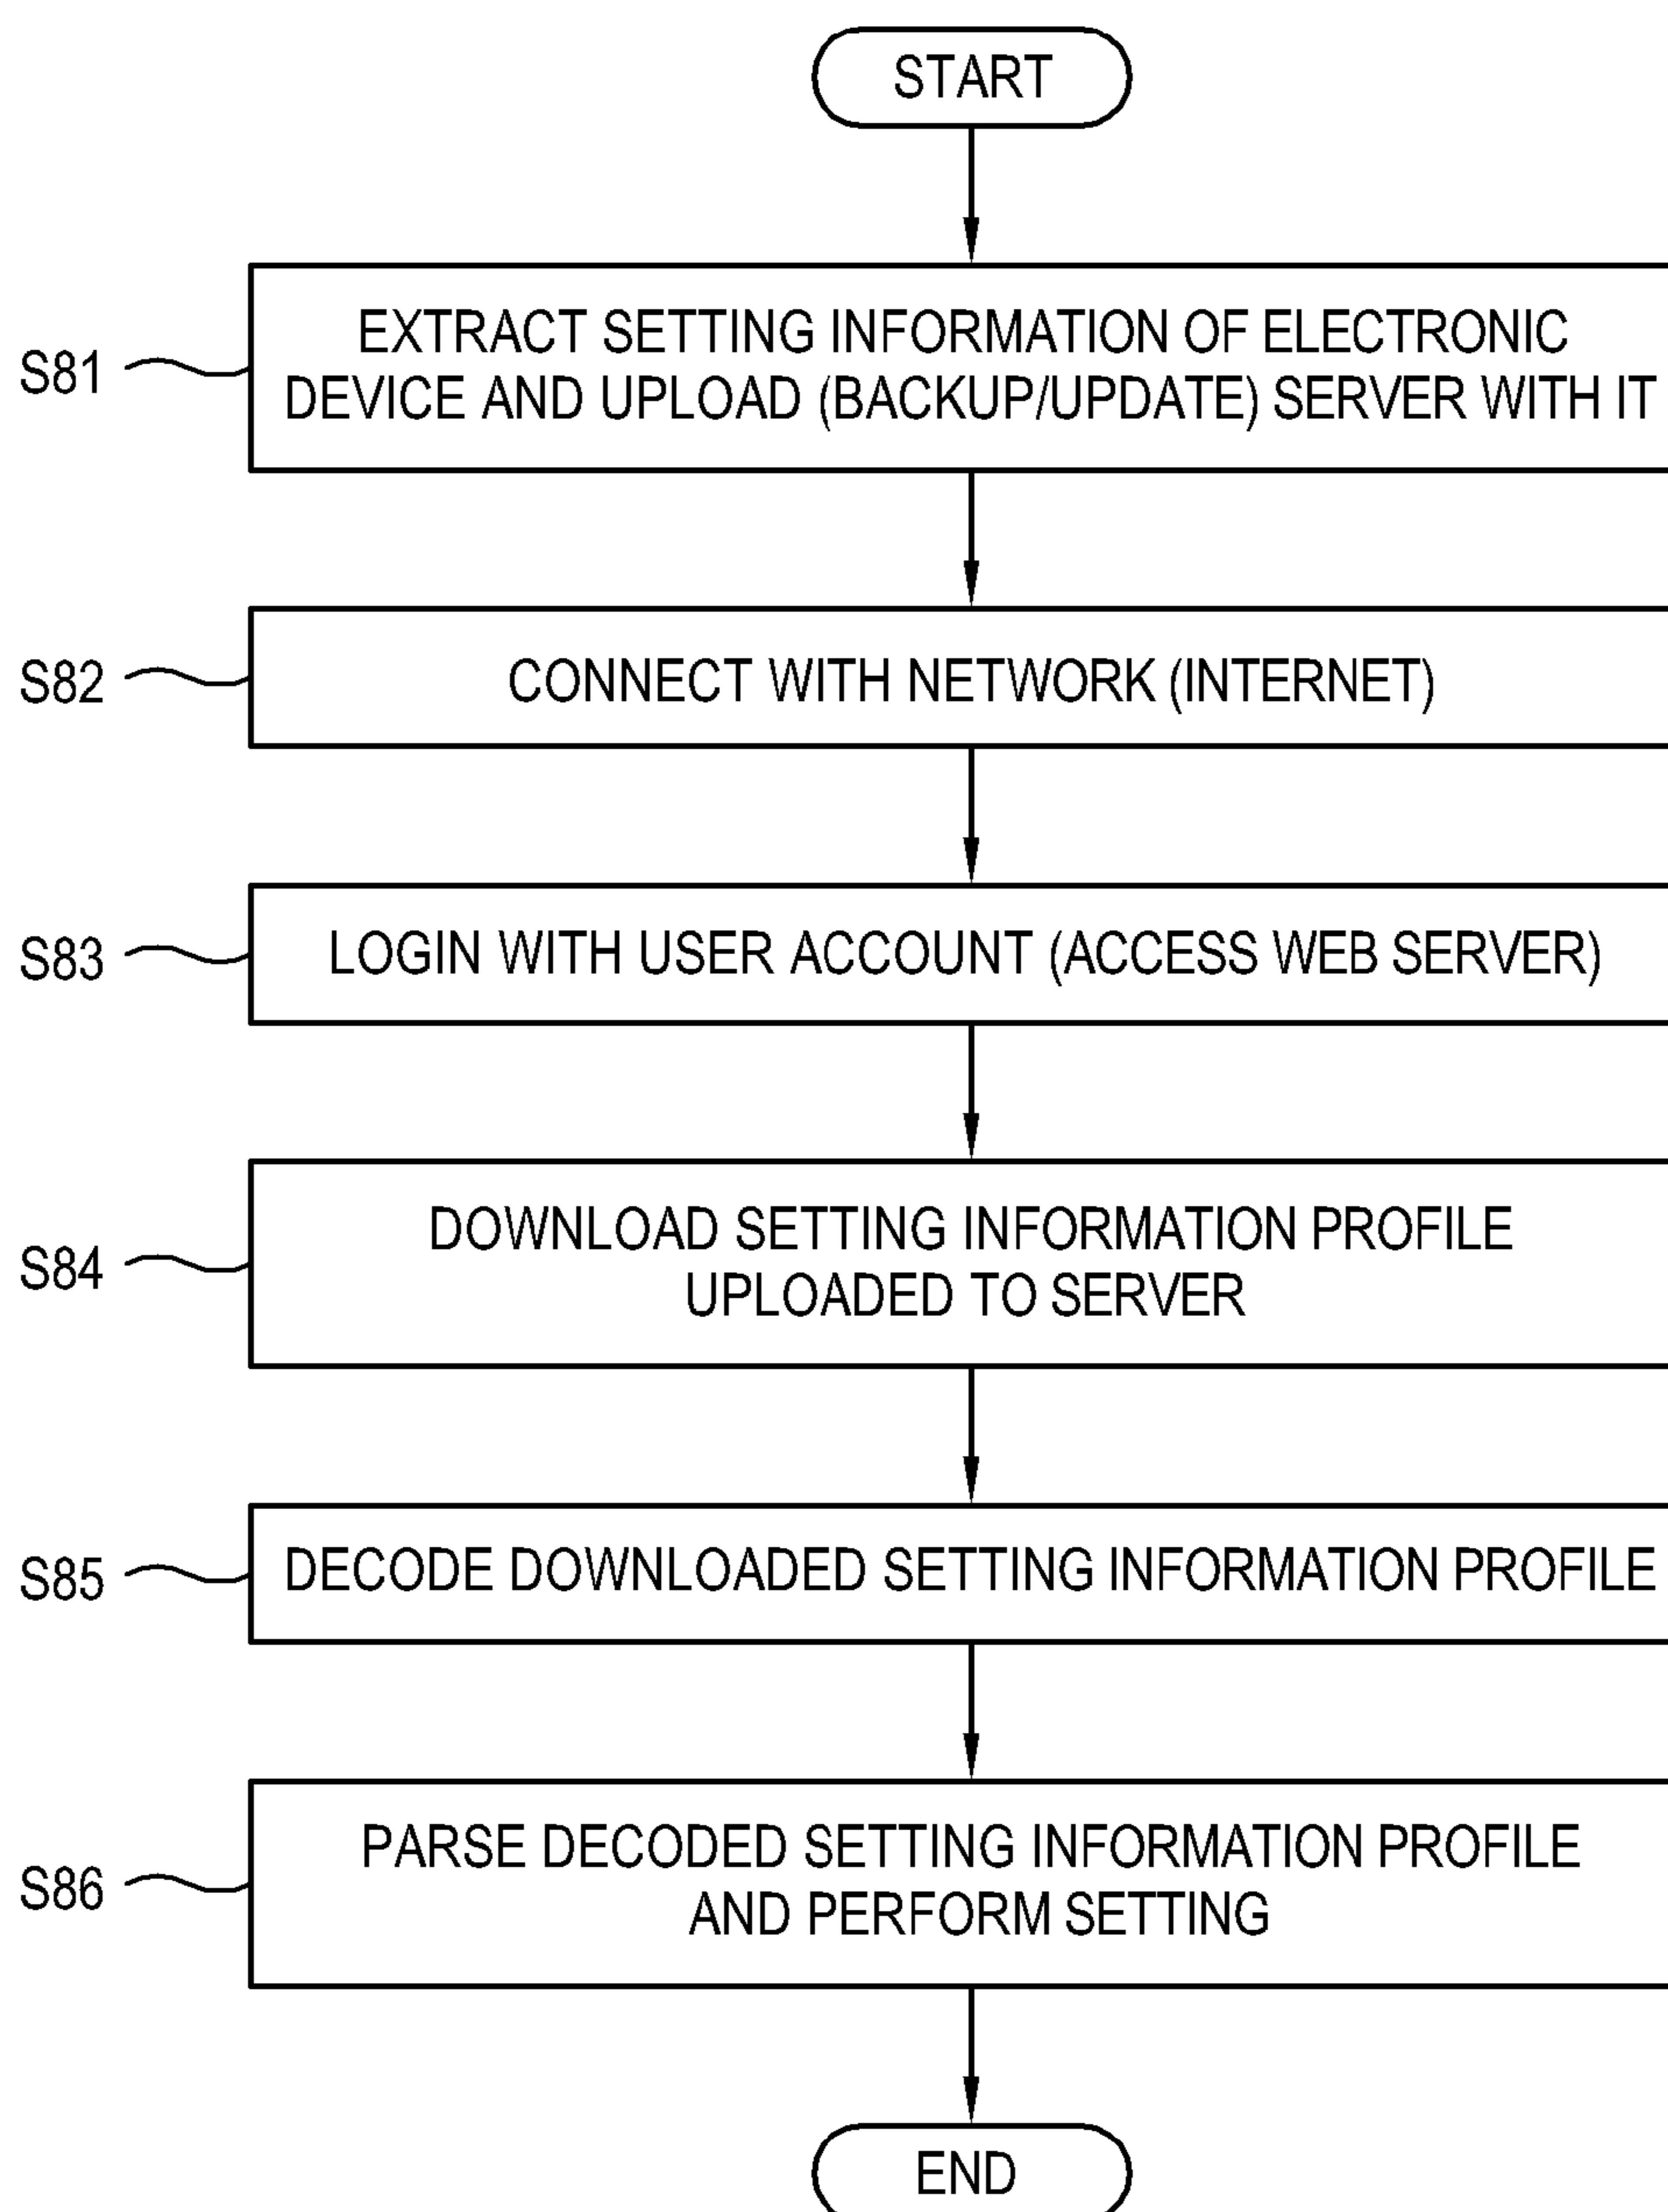 START
S81
EXTRACT SETTING INFORMATION OF ELECTRONIC
DEVICE AND UPLOAD (BACKUP/UPDATE) SERVER WITH IT
S82
CONNECT WITH NETWORK (INTERNET)
S83
LOGIN WITH USER ACCOUNT (ACCESS WEB SERVER)
S84
DOWNLOAD SETTING INFORMATION PROFILE
UPLOADED TO SERVER
S85
DECODE DOWNLOADED SETTING INFORMATION PROFILE
S86
PARSE DECODED SETTING INFORMATION PROFILE
AND PERFORM SETTING
END